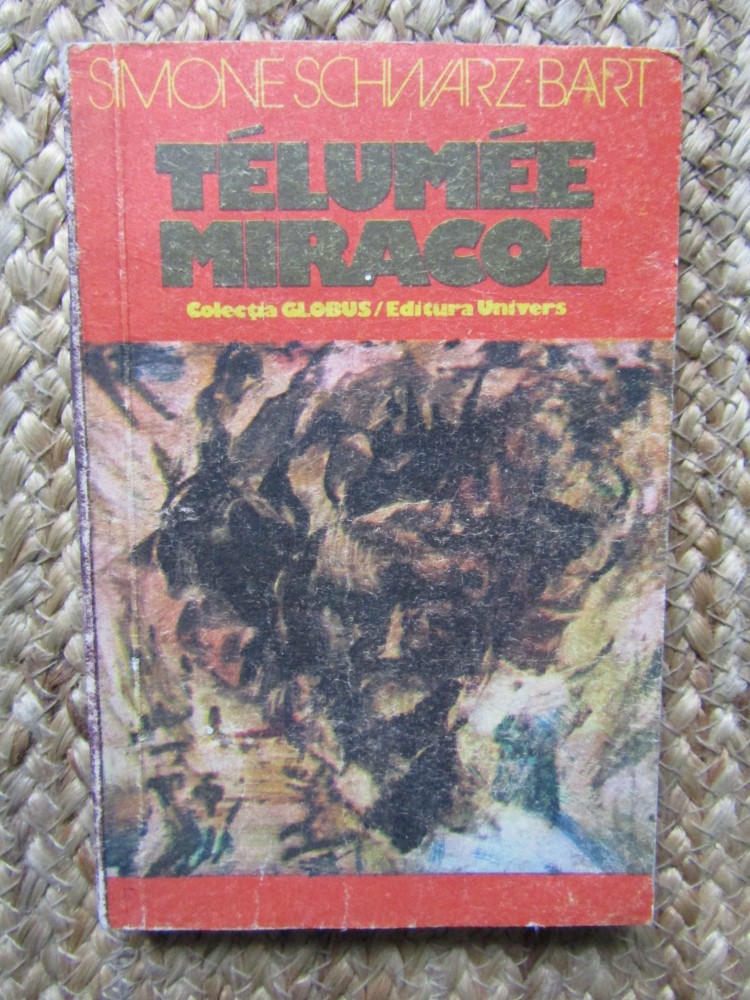 SIMONE SCHWARZ-BART
TÉLUMÉE
MIRACOL
Colecția GLOBUS/Editura Univers